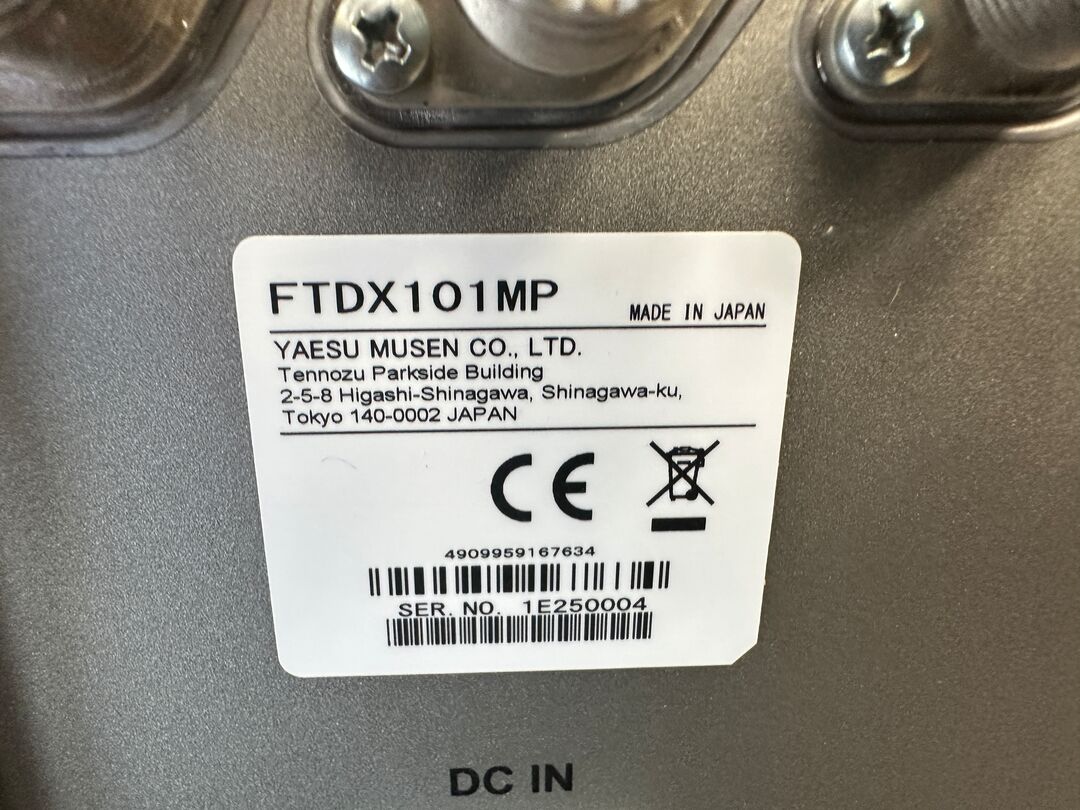 FTDX101MP
MADE IN JAPAN
YAESU MUSEN CO., LTD.
Tennozu Parkside Building
2-5-8 Higashi-Shinagawa, Shinagawa-ku,
Tokyo 140-0002 JAPAN
CE
4909959167634
SER. NO. 1E250004
DC IN